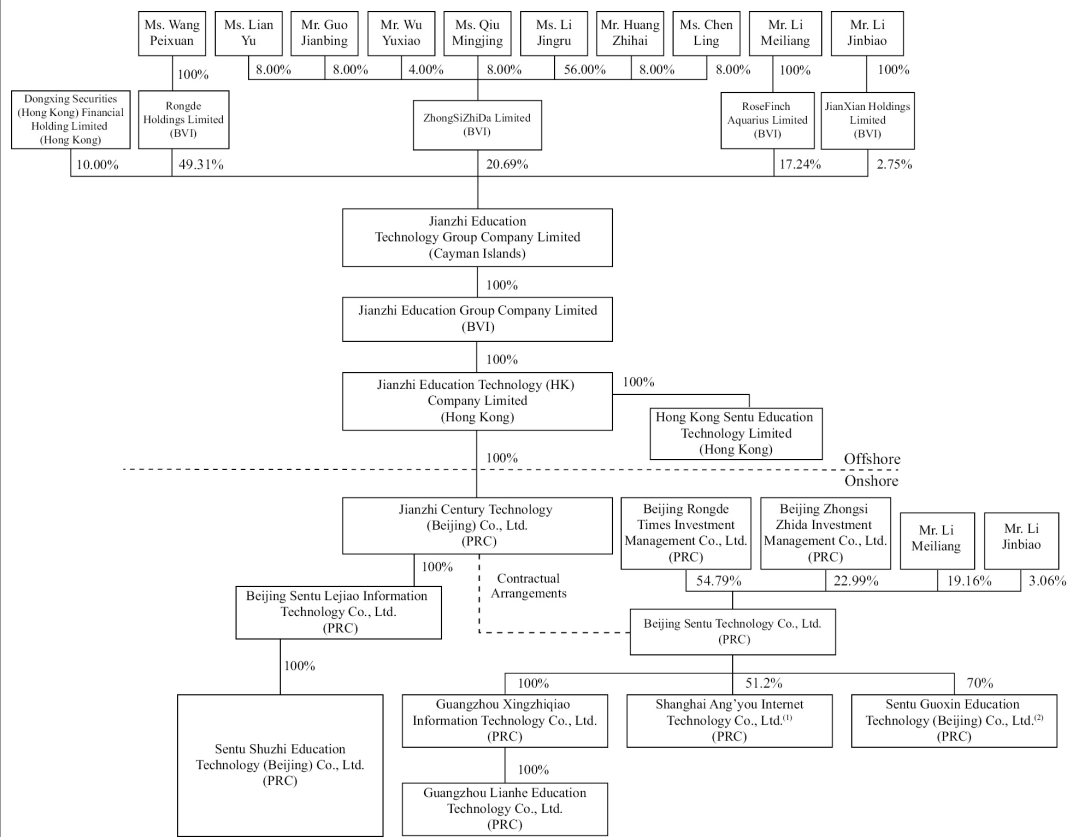 Ms. Wang
Peixuan
Ms. Lian
Yu
Mr. Guo
Jianbing
Mr. Wu
Yuxiao
Ms. Qiu
Mingjing
Ms. Li
Jingru
Mr. Huang
Zhihai
Ms. Chen
Ling
Mr. Li
Meiliang
Mr. Li
Jinbiao
100%
8.00%
8.00%
4.00%
8.00%
56.00%
8.00%
8.00%
100%
100%
Dongxing Securities
(Hong Kong) Financial
Holding Limited
(Hong Kong)
Rongde
Holdings Limited
(BVI)
ZhongSiZhiDa Limited
(BVI)
RoseFinch
Aquarius Limited
(BVI)
JianXian Holdings
Limited
(BVI)
10.00%
49.31%
20.69%
17.24%
2.75%
Jianzhi Education
Technology Group Company Limited
(Cayman Islands)
100%
Jianzhi Education Group Company Limited
(BVI)
100%
Jianzhi Education Technology (HK)
Company Limited
(Hong Kong)
100%
Hong Kong Sentu Education
Technology Limited
(Hong Kong)
100%
Offshore
Onshore
Jianzhi Century Technology
(Beijing) Co., Ltd.
(PRC)
Beijing Rongde
Times Investment
Management Co., Ltd.
(PRC)
Beijing Zhongsi
Zhida Investment
Management Co., Ltd.
(PRC)
Mr. Li
Meiliang
Mr. Li
Jinbiao
100%
Contractual
Arrangements
54.79%
22.99%
19.16%
3.06%
Beijing Sentu Lejiao Information
Technology Co., Ltd.
(PRC)
Beijing Sentu Technology Co., Ltd.
(PRC)
100%
100%
51.2%
70%
Sentu Shuzhi Education
Technology (Beijing) Co., Ltd.
(PRC)
Guangzhou Xingzhiqiao
Information Technology Co., Ltd.
(PRC)
Shanghai Ang'you Internet
Technology Co., Ltd.(1)
(PRC)
Sentu Guoxin Education
Technology (Beijing) Co., Ltd.(2)
(PRC)
100%
Guangzhou Lianhe Education
Technology Co., Ltd.
(PRC)